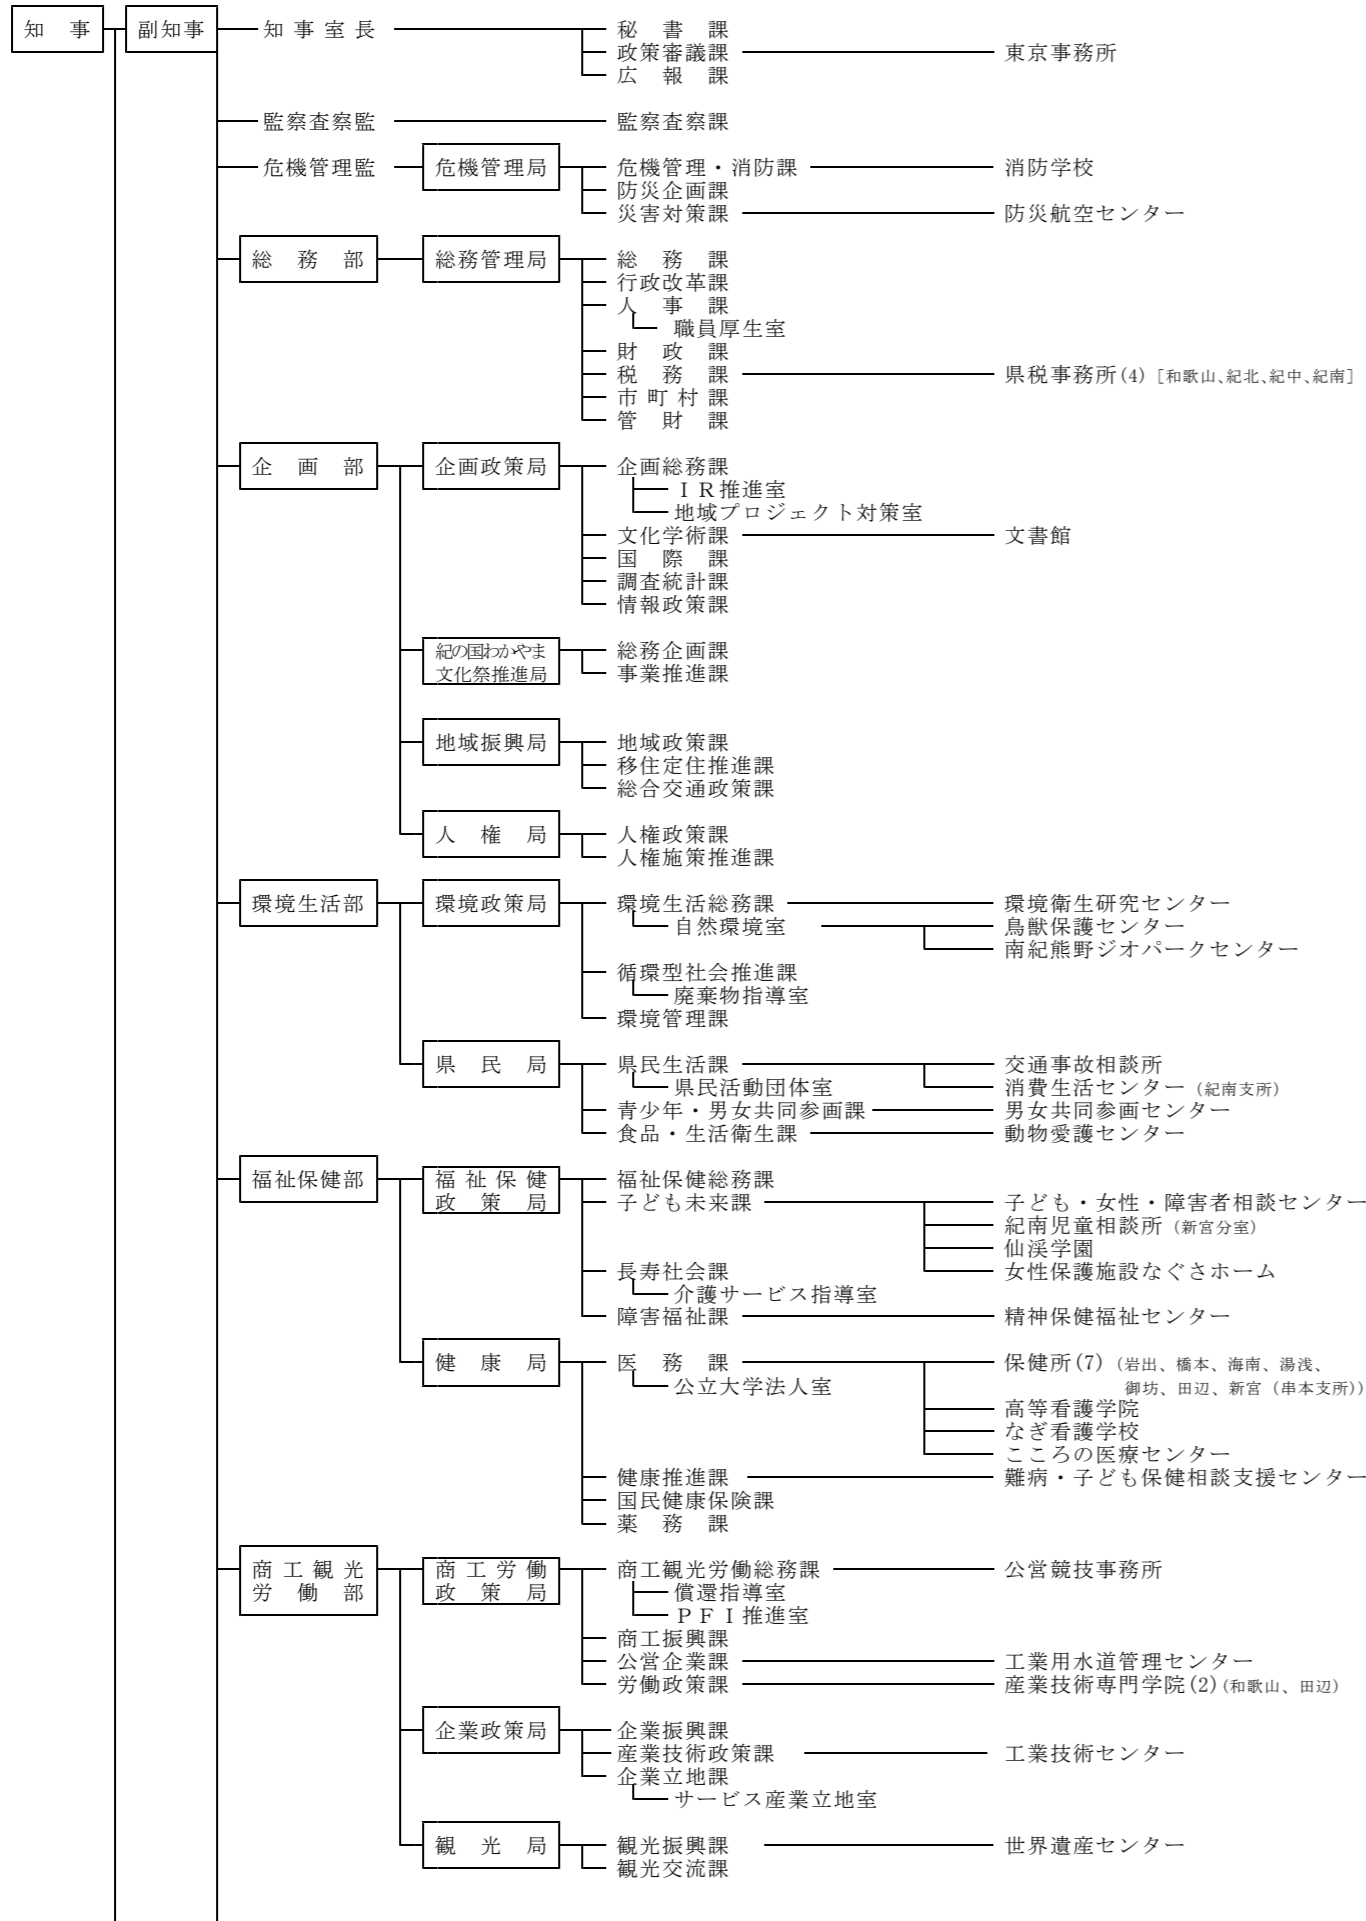 知　事　副知事　知事室長　秘　書　課
政策審議課　東京事務所
広　報　課
監察査察監　監察査察課
危機管理監　危機管理局　危機管理・消防課　消防学校
防災企画課
災害対策課　防災航空センター
総　務　部　総務管理局　総　務　課
行政改革課
人　事　課
職員厚生室
財　政　課
税　務　課　県税事務所(4)［和歌山、紀北、紀中、紀南］
市町村課
管　財　課
企　画　部　企画政策局　企画総務課
ＩＲ推進室
地域プロジェクト対策室
文化学術課　文書館
国　際　課
調査統計課
情報政策課
紀の国わかやま　総務企画課
文化祭推進局　事業推進課
地域振興局　地域政策課
移住定住推進課
総合交通政策課
人　権　局　人権政策課
人権施策推進課
環境生活部　環境政策局　環境生活総務課　環境衛生研究センター
自然環境室　鳥獣保護センター
南紀熊野ジオパークセンター
循環型社会推進課
廃棄物指導室
環境管理課
県　民　局　県民生活課　交通事故相談所
県民活動団体室　消費生活センター（紀南支所）
青少年・男女共同参画課　男女共同参画センター
食品・生活衛生課　動物愛護センター
福祉保健部　福祉保健　福祉保健総務課
政　策　局　子ども未来課　子ども・女性・障害者相談センター
紀南児童相談所（新宮分室）
仙渓学園
長寿社会課　女性保護施設なぐさホーム
介護サービス指導室
障害福祉課　精神保健福祉センター
健　康　局　医　務　課　保健所(7)（岩出、橋本、海南、湯浅、
公立大学法人室　御坊、田辺、新宮（串本支所））
高等看護学院
なぎ看護学校
こころの医療センター
健康推進課　難病・子ども保健相談支援センター
国民健康保険課
薬　務　課
商工観光　商工労働　商工観光労働総務課　公営競技事務所
労　働　部　政　策　局　償還指導室
ＰＦＩ推進室
商工振興課
公営企業課　工業用水道管理センター
労働政策課　産業技術専門学院(2)（和歌山、田辺）
企業政策局　企業振興課
産業技術政策課　工業技術センター
企業立地課
サービス産業立地室
観　光　局　観光振興課　世界遺産センター
観光交流課